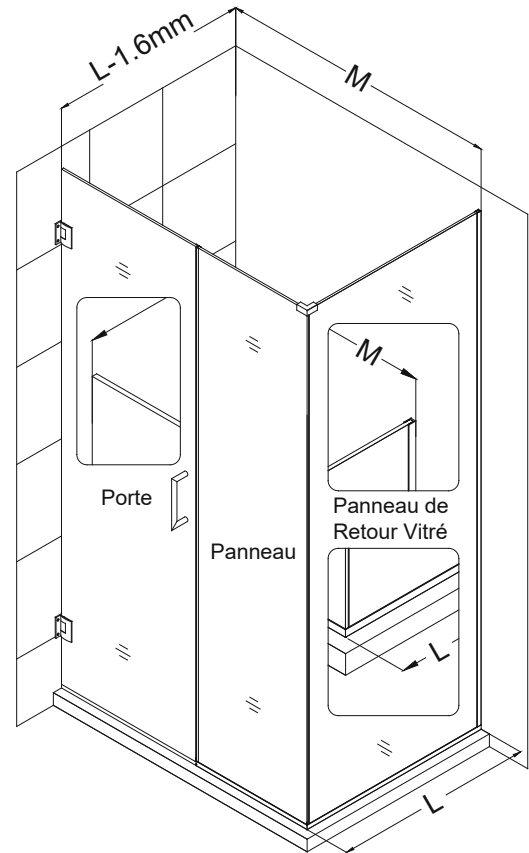 L-1.6mm
M
M
Porte
Panneau de
Retour Vitré
Panneau
L
L